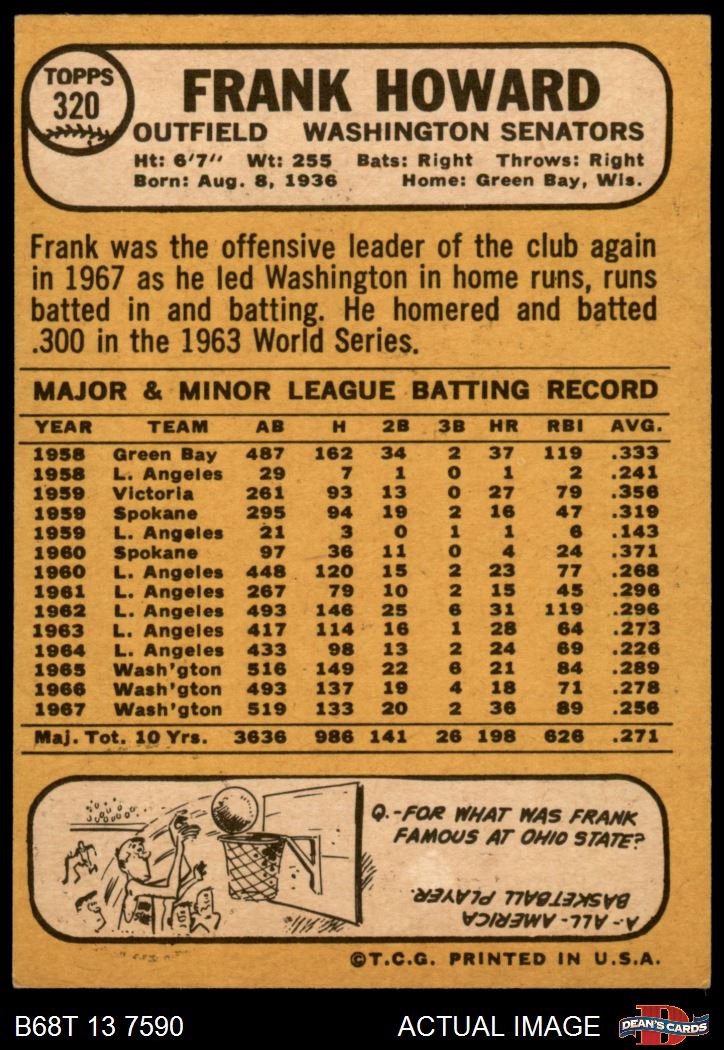 TOPPS
320
FRANK HOWARD
OUTFIELD WASHINGTON SENATORS
Ht: 6'7" Wt: 255 Bats: Right Throws: Right
Born: Aug. 8, 1936 Home: Green Bay, Wis.
Frank was the offensive leader of the club again
in 1967 as he led Washington in home runs, runs
batted in and batting. He homered and batted
.300 in the 1963 World Series.
MAJOR & MINOR LEAGUE BATTING RECORD
YEAR TEAM AB H 2B 3B HR RBI AVG.
1958 Green Bay 487 162 34 2 37 119 .333
1958 L. Angeles 29 7 1 0 1 2 .241
1959 Victoria 261 93 13 0 27 79 .356
1959 Spokane 295 94 19 2 16 47 .319
1959 L. Angeles 21 3 0 1 1 6 .143
1960 Spokane 97 36 11 0 4 24 .371
1960 L. Angeles 448 120 15 2 23 77 .268
1961 L. Angeles 267 79 10 2 15 45 .296
1962 L. Angeles 493 146 25 6 31 119 .296
1963 L. Angeles 417 114 16 1 28 64 .273
1964 L. Angeles 433 98 13 2 24 69 .226
1965 Wash'gton 516 149 22 6 21 84 .289
1966 Wash'gton 493 137 19 4 18 71 .278
1967 Wash'gton 519 133 20 2 36 89 .256
Maj. Tot. 10 Yrs. 3636 986 141 26 198 626 .271
Q.-FOR WHAT WAS FRANK
FAMOUS AT OHIO STATE?
A.-ALL-AMERICA
BASKETBALL PLAYER.
©T.C.G. PRINTED IN U.S.A.
B68T 13 7590 ACTUAL IMAGE
D
DEAN'S CARDS